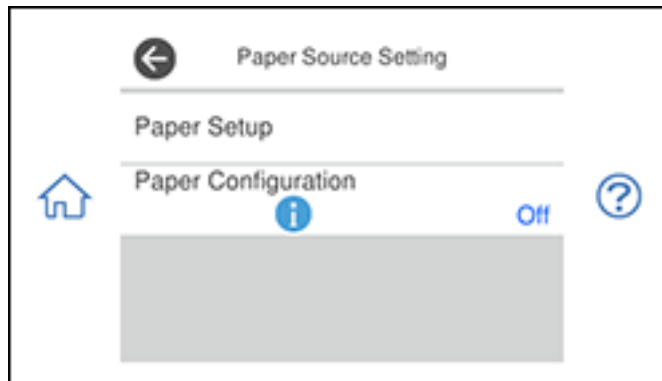 Paper Source Setting
Paper Setup
Paper Configuration
Off